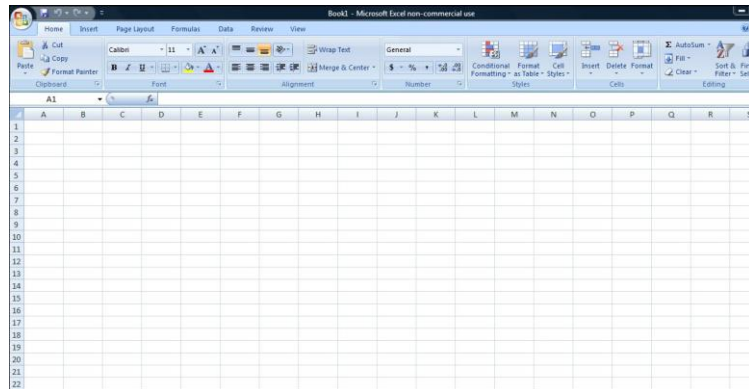 Book1 - Microsoft Excel non-commercial use
Home Insert Page Layout Formulas Data Review View
Cut
Copy
Paste
Format Painter
Clipboard
Calibri 11 A A
B I U A
Font
Wrap Text
Merge & Center
Alignment
General
$ % ,
Number
Conditional Formatting
Format as Table
Cell Styles
Styles
Insert Delete Format
Cells
Σ AutoSum
Fill
Clear
Sort &
Filter
Editing
A1 fx
A B C D E F G H I J K L M N O P Q R
1
2
3
4
5
6
7
8
9
10
11
12
13
14
15
16
17
18
19
20
21
22